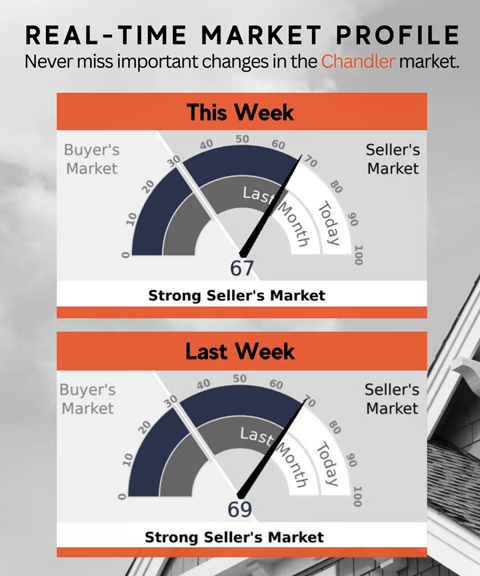 REAL-TIME MARKET PROFILE
Never miss important changes in the Chandler market.
This Week
Buyer's
Market
Seller's
Market
0
10
20
30
40
50
60
70
80
90
100
Last Month
Today
67
Strong Seller's Market
Last Week
Buyer's
Market
Seller's
Market
0
10
20
30
40
50
60
70
80
90
100
Last Month
Today
69
Strong Seller's Market